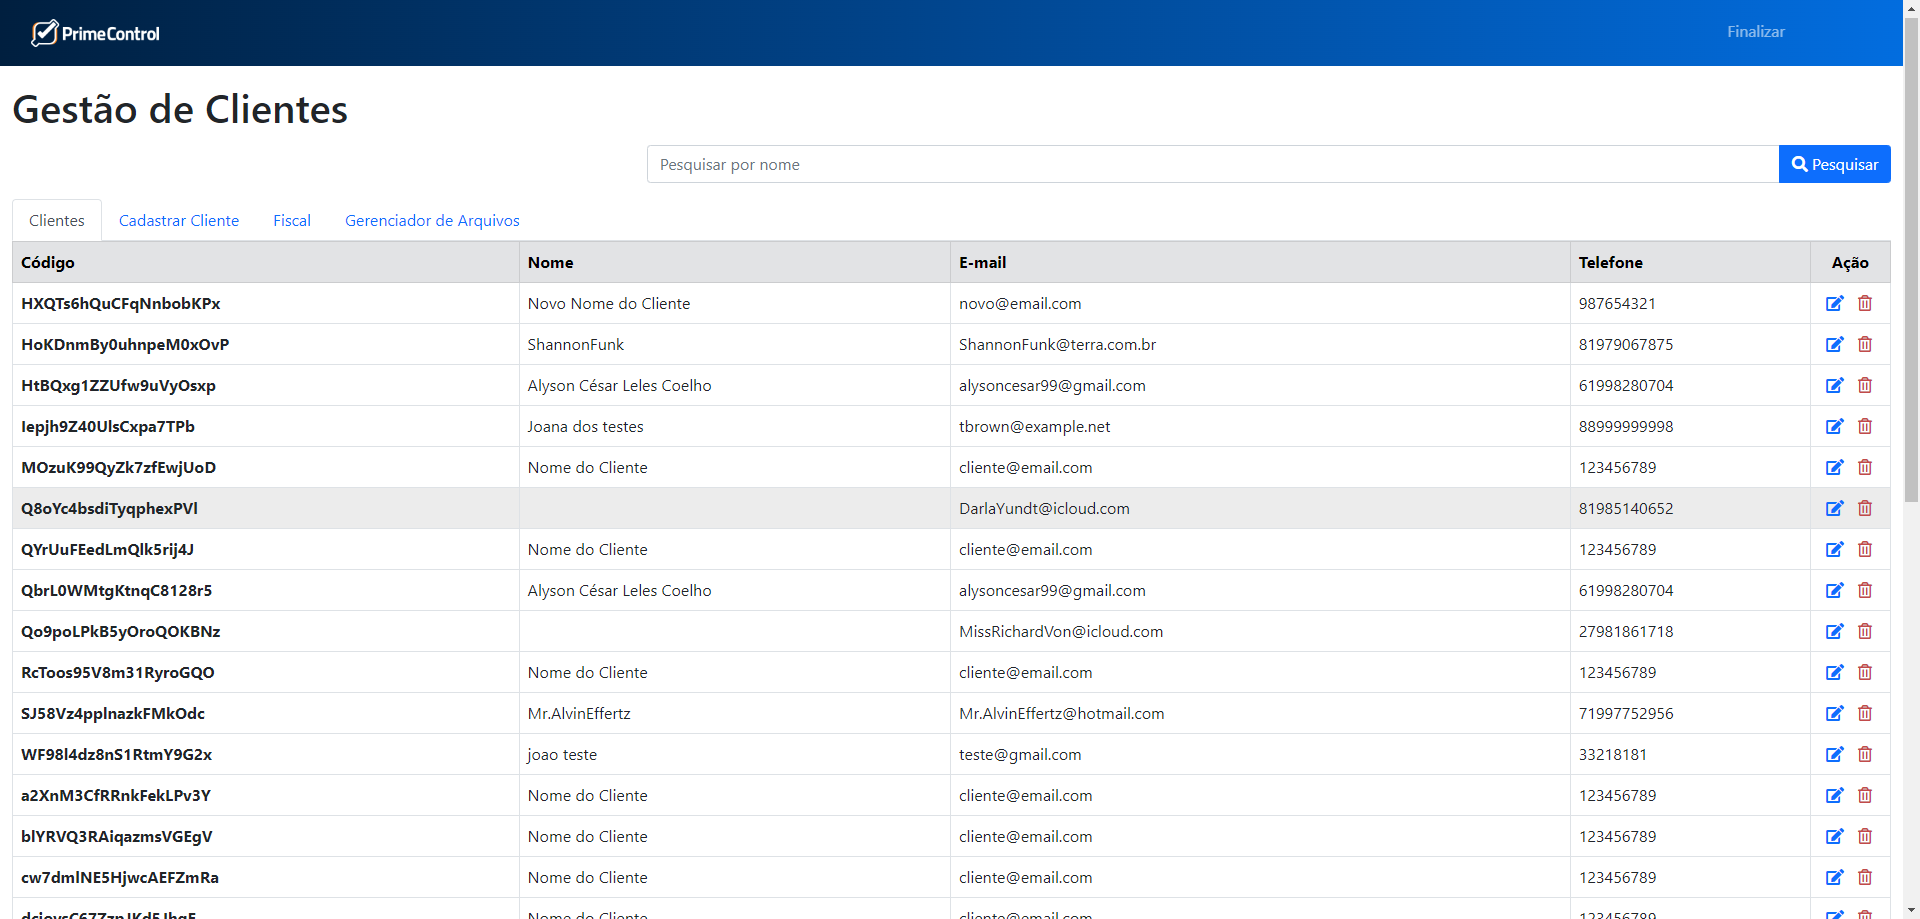 PrimeControl
Finalizar
Gestão de Clientes
Pesquisar por nome
Pesquisar
Clientes Cadastrar Cliente Fiscal Gerenciador de Arquivos
Código Nome E-mail Telefone Ação
HXQTs6hQuCFqNnbobKPx Novo Nome do Cliente novo@email.com 987654321
HoKDnmBy0uhnpeM0xOvP ShannonFunk ShannonFunk@terra.com.br 81979067875
HtBQxg1ZZUfw9uVyOsxp Alyson César Leles Coelho alysoncesar99@gmail.com 61998280704
Iepjh9Z40UlsCxpa7TPb Joana dos testes tbrown@example.net 88999999998
MOzuK99QyZk7zfEwjUoD Nome do Cliente cliente@email.com 123456789
Q8oYc4bsdiTyqphexPVl DarlaYundt@icloud.com 81985140652
QYrUuFEedLmQlk5rij4J Nome do Cliente cliente@email.com 123456789
QbrL0WMtgKtnqC8128r5 Alyson César Leles Coelho alysoncesar99@gmail.com 61998280704
Qo9poLPkB5yOroQOKBNz MissRichardVon@icloud.com 27981861718
RcToos95V8m31RyroGQO Nome do Cliente cliente@email.com 123456789
SJ58Vz4pplnazkFMkOdc Mr.AlvinEffertz Mr.AlvinEffertz@hotmail.com 71997752956
WF98l4dz8nS1RtmY9G2x joao teste teste@gmail.com 33218181
a2XnM3CfRRnkFekLPv3Y Nome do Cliente cliente@email.com 123456789
blYRVQ3RAiqazmsVGEgV Nome do Cliente cliente@email.com 123456789
cw7dmlNE5HjwcAEFZmRa Nome do Cliente cliente@email.com 123456789
Nome do Cliente cliente@email.com 123456789